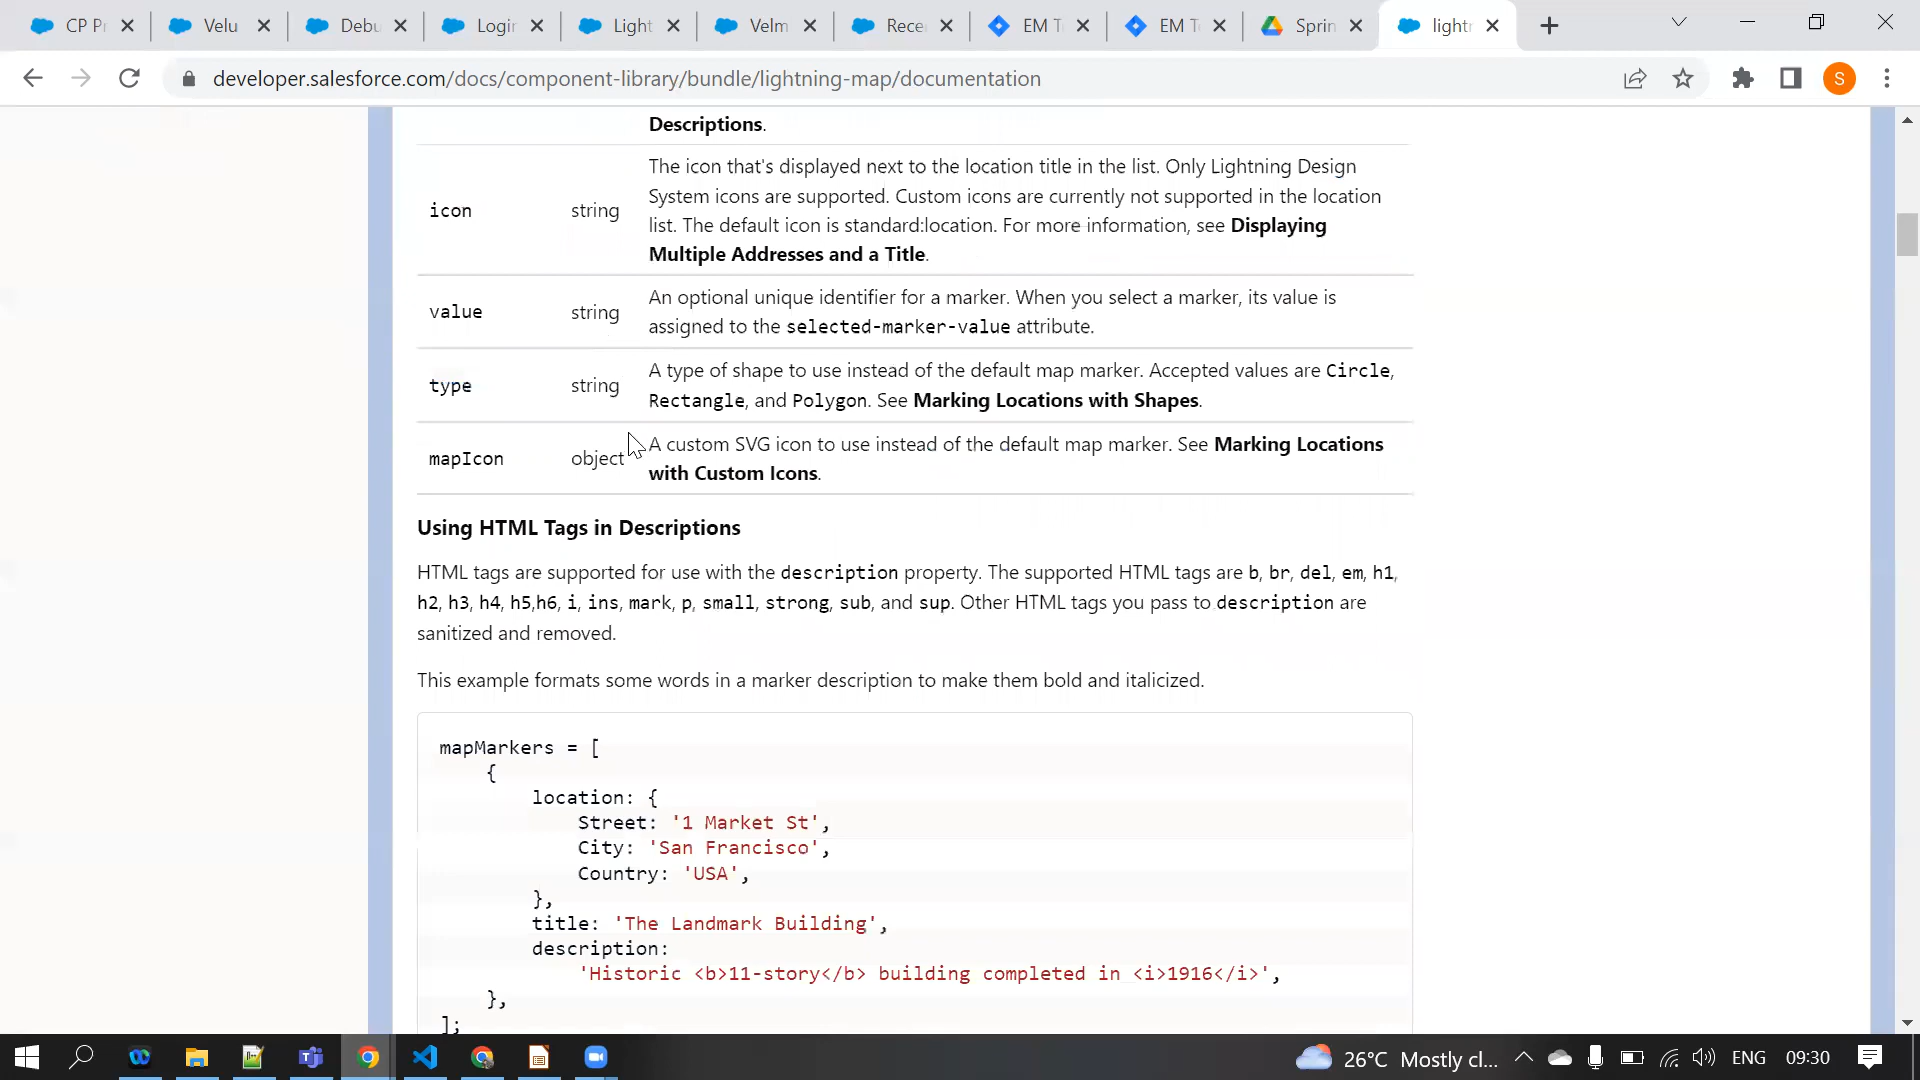 CP Pr
Velu
Debu
Login
Light
Velm
Rece
EM T
EM T
Sprin
lightn
developer.salesforce.com/docs/component-library/bundle/lightning-map/documentation
S
Descriptions.
icon string The icon that's displayed next to the location title in the list. Only Lightning Design
System icons are supported. Custom icons are currently not supported in the location
list. The default icon is standard:location. For more information, see Displaying
Multiple Addresses and a Title.
value string An optional unique identifier for a marker. When you select a marker, its value is
assigned to the selected-marker-value attribute.
type string A type of shape to use instead of the default map marker. Accepted values are Circle,
Rectangle, and Polygon. See Marking Locations with Shapes.
mapIcon object A custom SVG icon to use instead of the default map marker. See Marking Locations
with Custom Icons.
Using HTML Tags in Descriptions
HTML tags are supported for use with the description property. The supported HTML tags are b, br, del, em, h1,
h2, h3, h4, h5,h6, i, ins, mark, p, small, strong, sub, and sup. Other HTML tags you pass to description are
sanitized and removed.
This example formats some words in a marker description to make them bold and italicized.
mapMarkers = [
{
location: {
Street: '1 Market St',
City: 'San Francisco',
Country: 'USA',
},
title: 'The Landmark Building',
description:
'Historic <b>11-story</b> building completed in <i>1916</i>',
},
];
26°C Mostly cl...
ENG
09:30